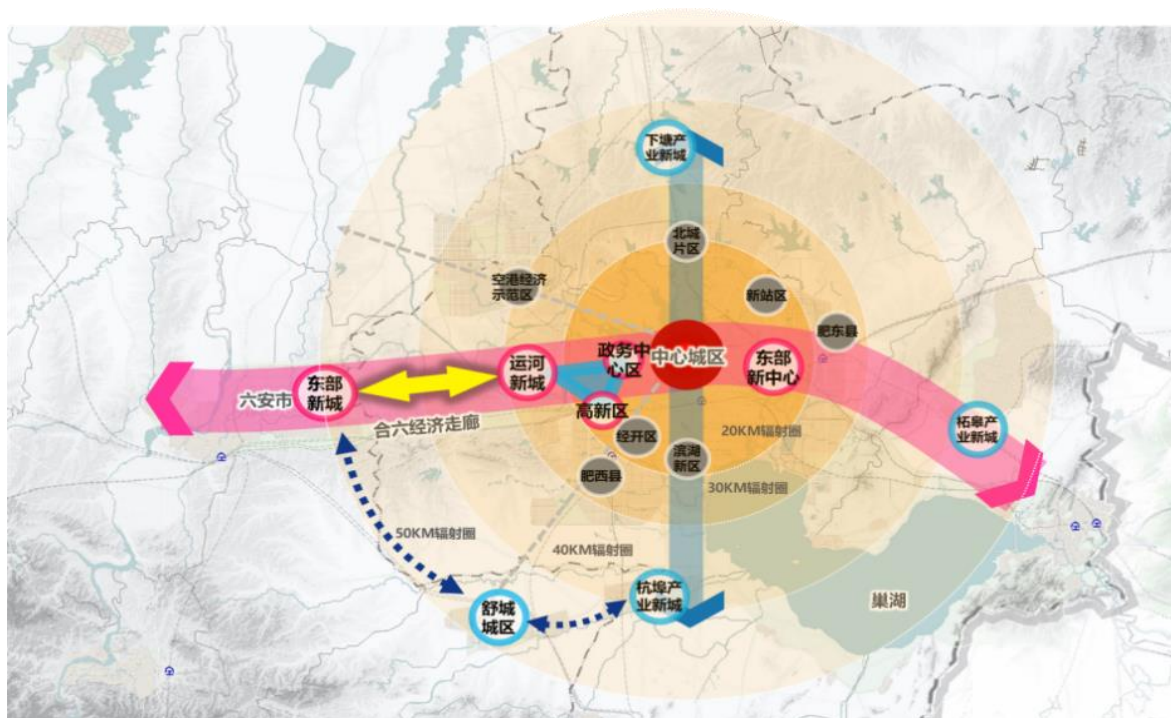 下塘产
业新城
北城
片区
空港经济
示范区
新站区
肥东县
政务中
心区
中心城区
东部
新中心
运河
新城
东部
新城
六安市
高新区
合六经济走廊
经开区
滨湖
新区
肥西县
柘皋产
业新城
20KM辐射圈
30KM辐射圈
50KM辐射圈
40KM辐射圈
杭埠产
业新城
舒城
城区
巢湖